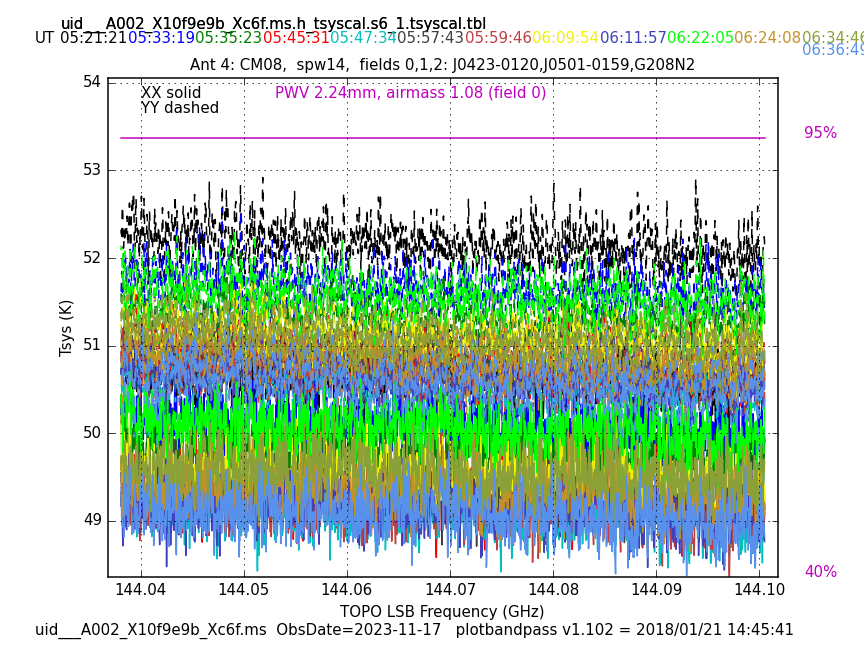 uid___A002_X10f9e9b_Xc6f.ms.h_tsyscal.s6_1.tsyscal.tbl
UT 05:21:21 05:33:19 05:35:23 05:45:31 05:47:34 05:57:43 05:59:46 06:09:54 06:11:57 06:22:05 06:24:08 06:34:46
06:36:49
Ant 4: CM08,  spw14,  fields 0,1,2: J0423-0120,J0501-0159,G208N2
XX solid
YY dashed
PWV 2.24mm, airmass 1.08 (field 0)
95%
40%
54
53
52
51
50
49
Tsys (K)
144.04 144.05 144.06 144.07 144.08 144.09 144.10
TOPO LSB Frequency (GHz)
uid___A002_X10f9e9b_Xc6f.ms  ObsDate=2023-11-17   plotbandpass v1.102 = 2018/01/21 14:45:41